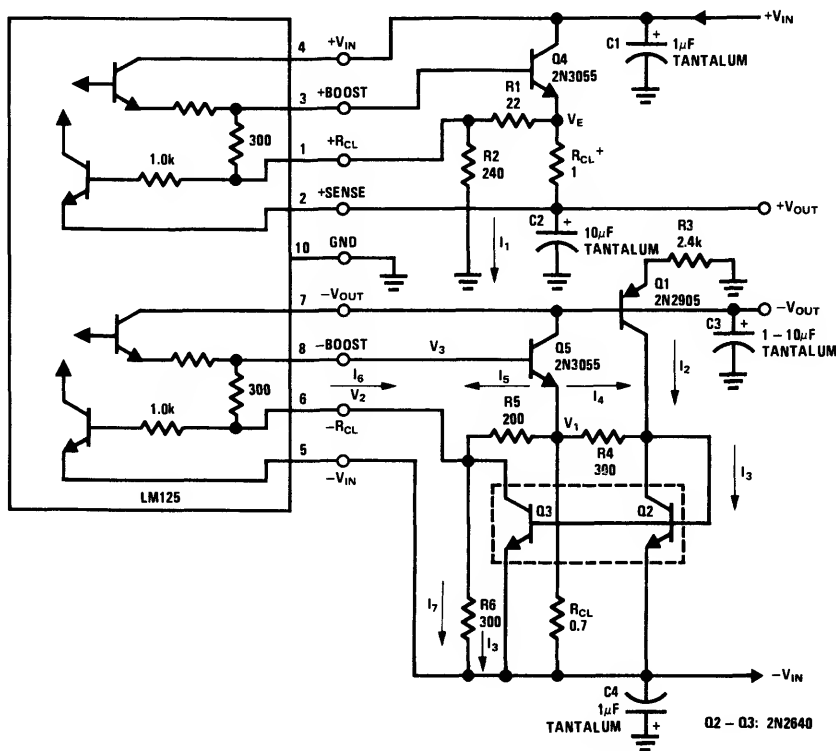 4 +VIN
3 +BOOST
300
1 +RCL
1.0k
2 +SENSE
10 GND
7 –VOUT
8 –BOOST
300
6 V2
–RCL
1.0k
5
–VIN
LM125
+VIN
C1
+
1µF
TANTALUM
Q4
2N3055
R1
22
VE
R2
240
RCL+
1
+VOUT
I1
C2
+
10µF
TANTALUM
R3
2.4k
Q1
2N2905
–VOUT
C3
+
1 – 10µF
TANTALUM
V3
Q5
2N3055
I2
I6
I5
I4
R5
200
V1
R4
300
I3
Q3
Q2
I7
R6
300
I3
RCL
0.7
–VIN
C4
1µF
TANTALUM
+
Q2 – Q3: 2N2640